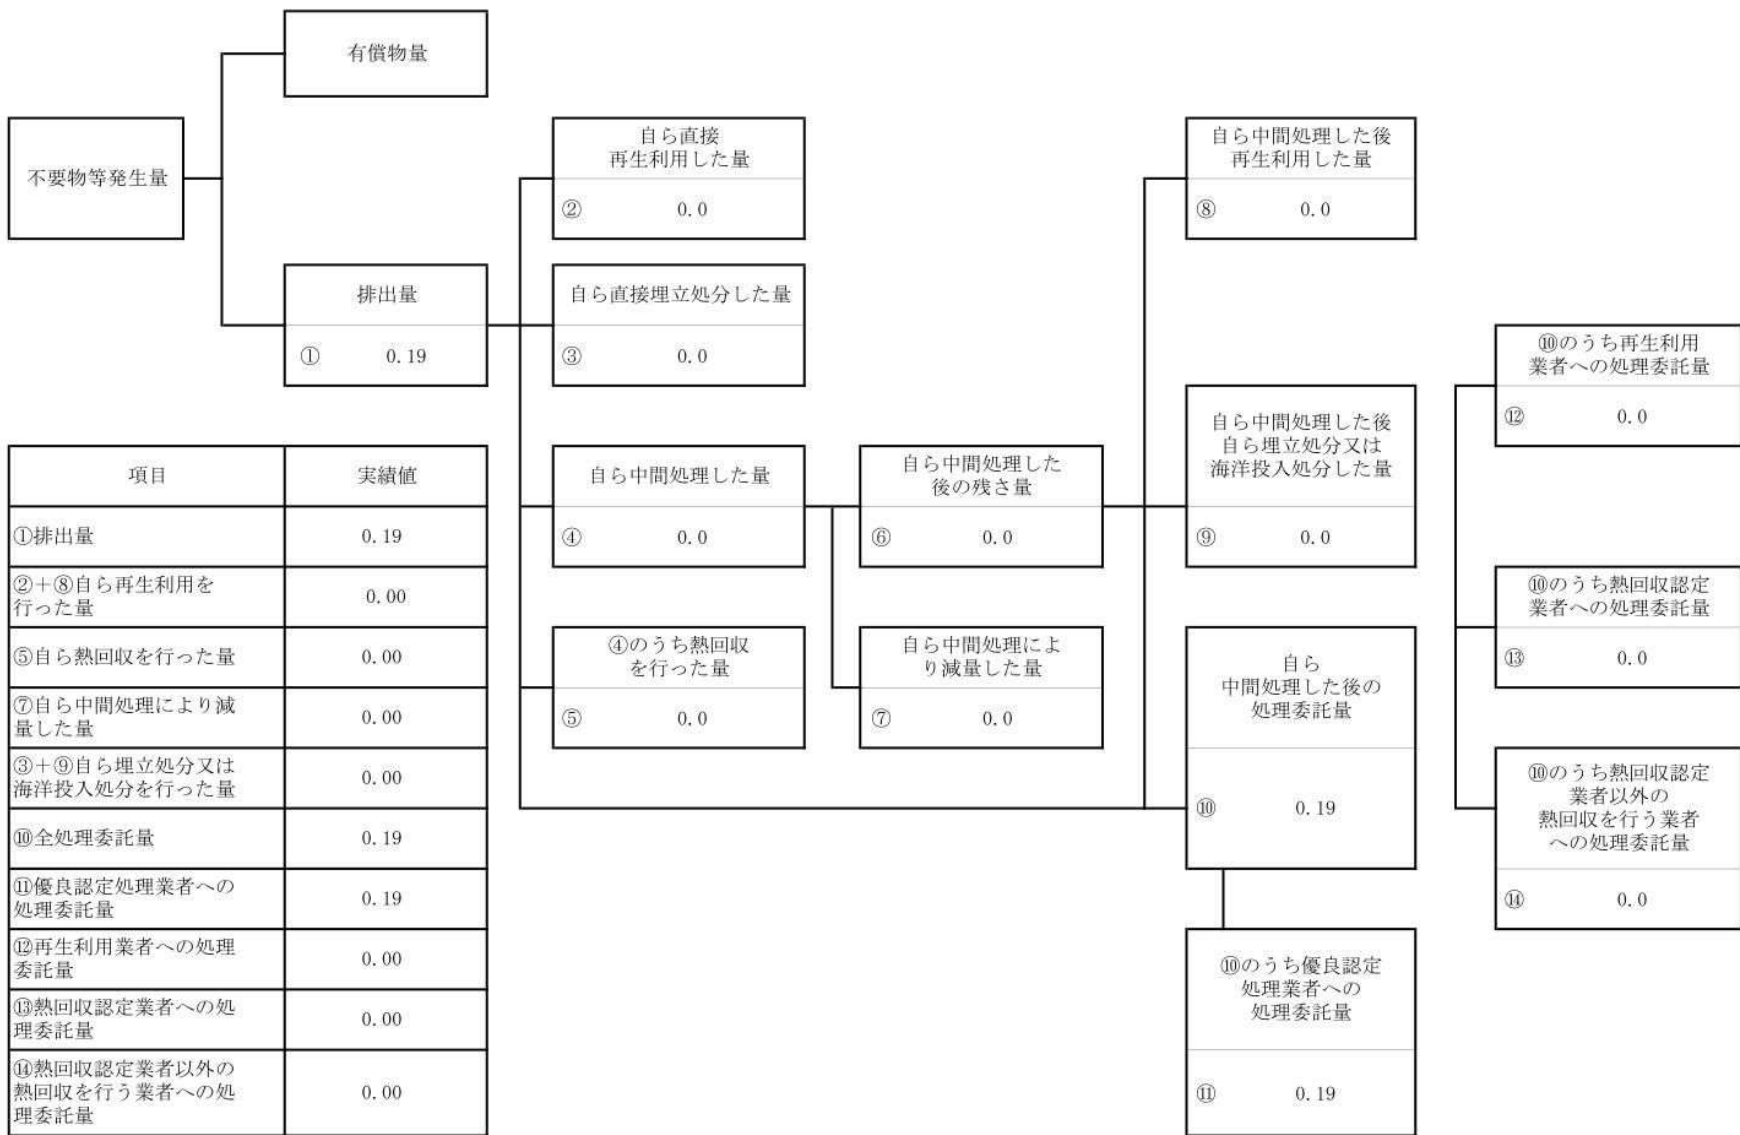 有償物量
不要物等発生量
自ら直接
再生利用した量
② 0.0
自ら中間処理した後
再生利用した量
⑧ 0.0
排出量
① 0.19
自ら直接埋立処分した量
③ 0.0
⑩のうち再生利用
業者への処理委託量
⑫ 0.0
自ら中間処理した後
自ら埋立処分又は
海洋投入処分した量
⑨ 0.0
自ら中間処理した量
④ 0.0
自ら中間処理した
後の残さ量
⑥ 0.0
⑩のうち熱回収認定
業者への処理委託量
⑬ 0.0
④のうち熱回収
を行った量
⑤ 0.0
自ら中間処理によ
り減量した量
⑦ 0.0
自ら
中間処理した後の
処理委託量
⑩ 0.19
⑩のうち熱回収認定
業者以外の
熱回収を行う業者
への処理委託量
⑭ 0.0
⑩のうち優良認定
処理業者への
処理委託量
⑪ 0.19
項目 実績値
①排出量 0.19
②+⑧自ら再生利用を
行った量 0.00
⑤自ら熱回収を行った量 0.00
⑦自ら中間処理により減
量した量 0.00
③+⑨自ら埋立処分又は
海洋投入処分を行った量 0.00
⑩全処理委託量 0.19
⑪優良認定処理業者への
処理委託量 0.19
⑫再生利用業者への処理
委託量 0.00
⑬熱回収認定業者への処
理委託量 0.00
⑭熱回収認定業者以外の
熱回収を行う業者への処
理委託量 0.00